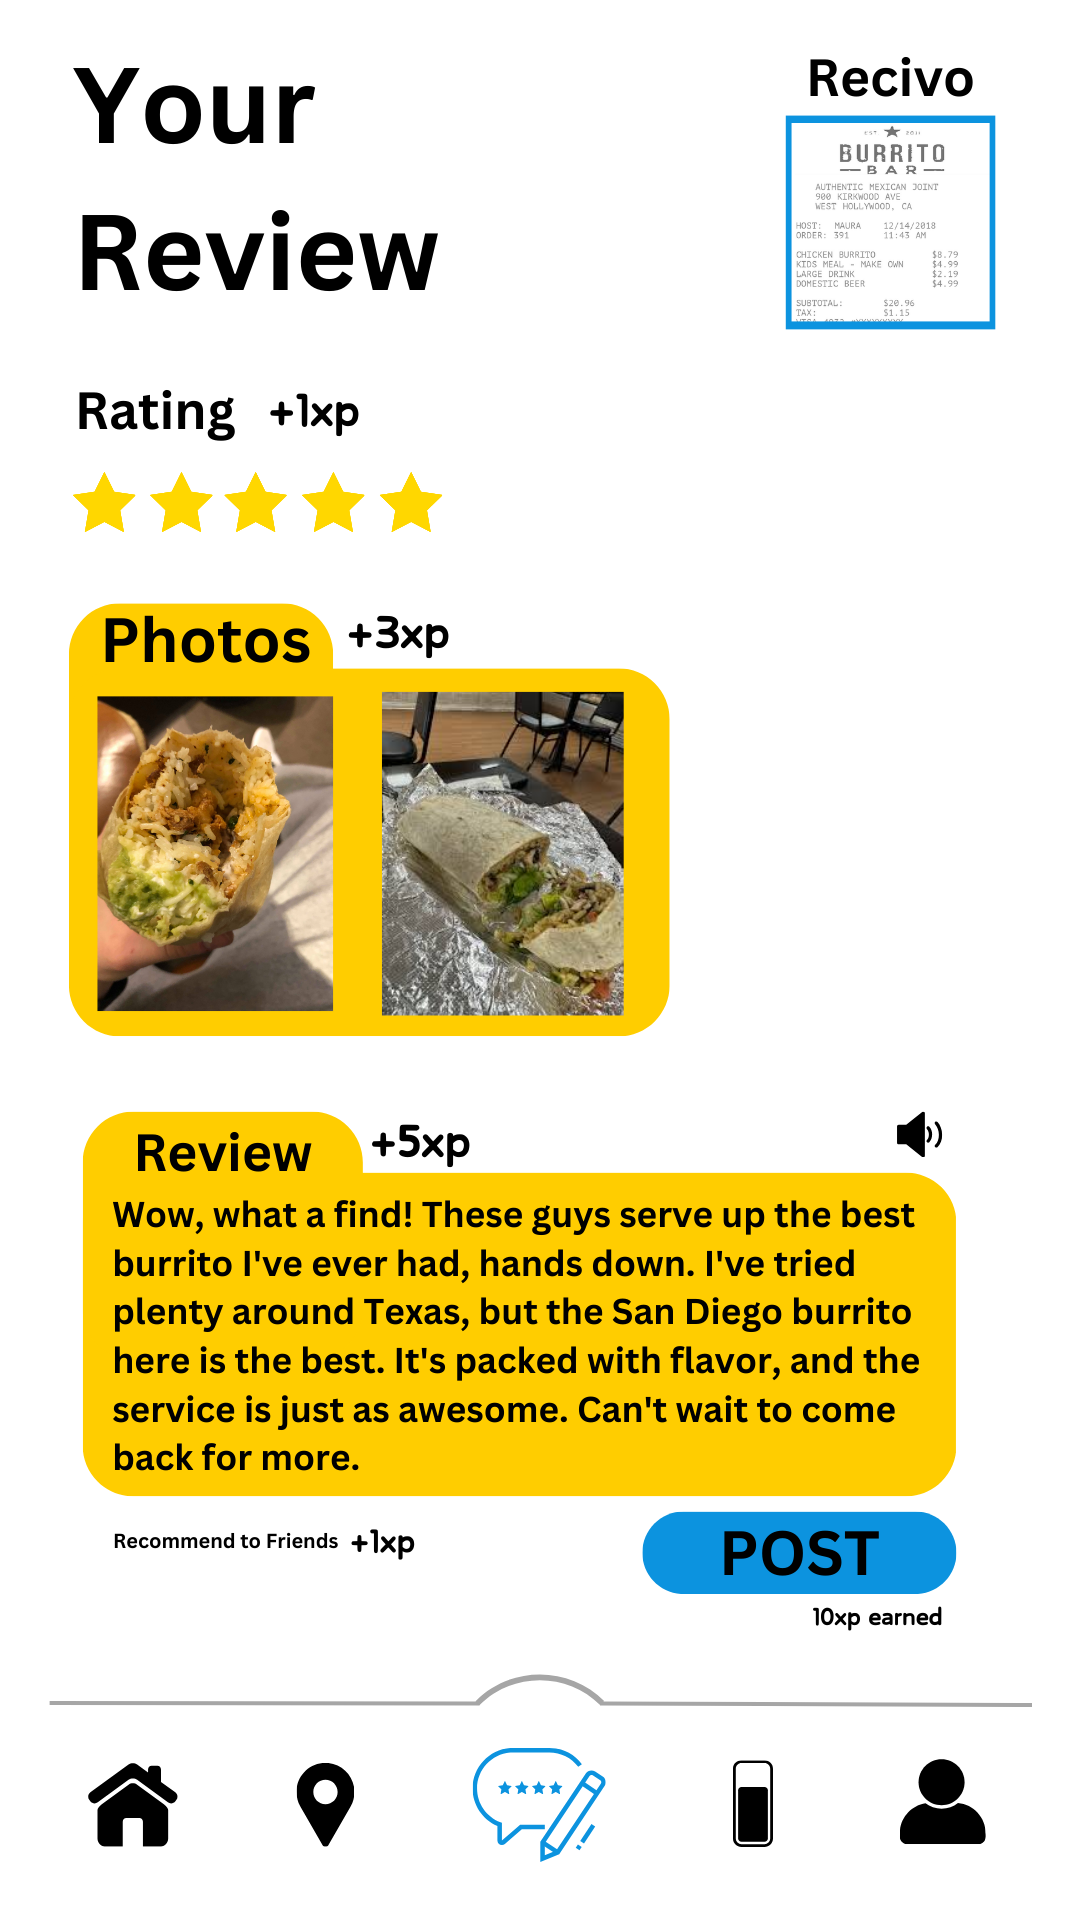 Your
Review
Recivo
EST 2011
BURRITO
BAR
AUTHENTIC MEXICAN JOINT
900 KIRKWOOD AVE
WEST HOLLYWOOD, CA
HOST: MAURA 12/14/2018
ORDER: 391 11:43 AM
CHICKEN BURRITO $8.79
KIDS MEAL - MAKE OWN $4.99
LARGE DRINK $2.19
DOMESTIC BEER $4.99
SUBTOTAL: $20.96
TAX: $1.15
Rating +1xp
Photos +3xp
Review +5xp
Wow, what a find! These guys serve up the best
burrito I've ever had, hands down. I've tried
plenty around Texas, but the San Diego burrito
here is the best. It's packed with flavor, and the
service is just as awesome. Can't wait to come
back for more.
Recommend to Friends +1xp
POST
10xp earned